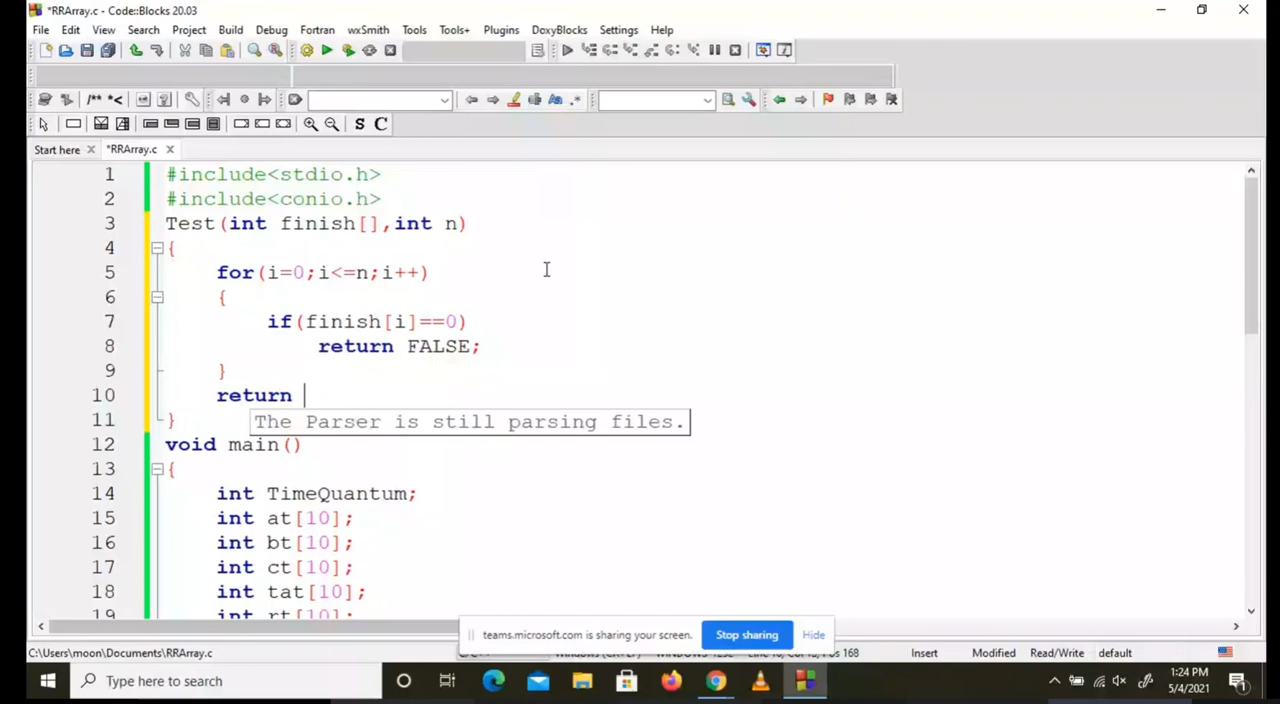 *RRArray.c - Code::Blocks 20.03
File Edit View Search Project Build Debug Fortran wxSmith Tools Tools+ Plugins DoxyBlocks Settings Help
/** *<
S C
Start here *RRArray.c
1 #include<stdio.h>
2 #include<conio.h>
3 Test(int finish[],int n)
4 {
5 for(i=0;i<=n;i++)
6 {
7 if(finish[i]==0)
8 return FALSE;
9 }
10 return
The Parser is still parsing files.
11 }
12 void main()
13 {
14 int TimeQuantum;
15 int at[10];
16 int bt[10];
17 int ct[10];
18 int tat[10];
19 int rt[10];
teams.microsoft.com is sharing your screen. Stop sharing Hide
C:\Users\moon\Documents\RRArray.c Insert Modified Read/Write default
Type here to search
1:24 PM
5/4/2021